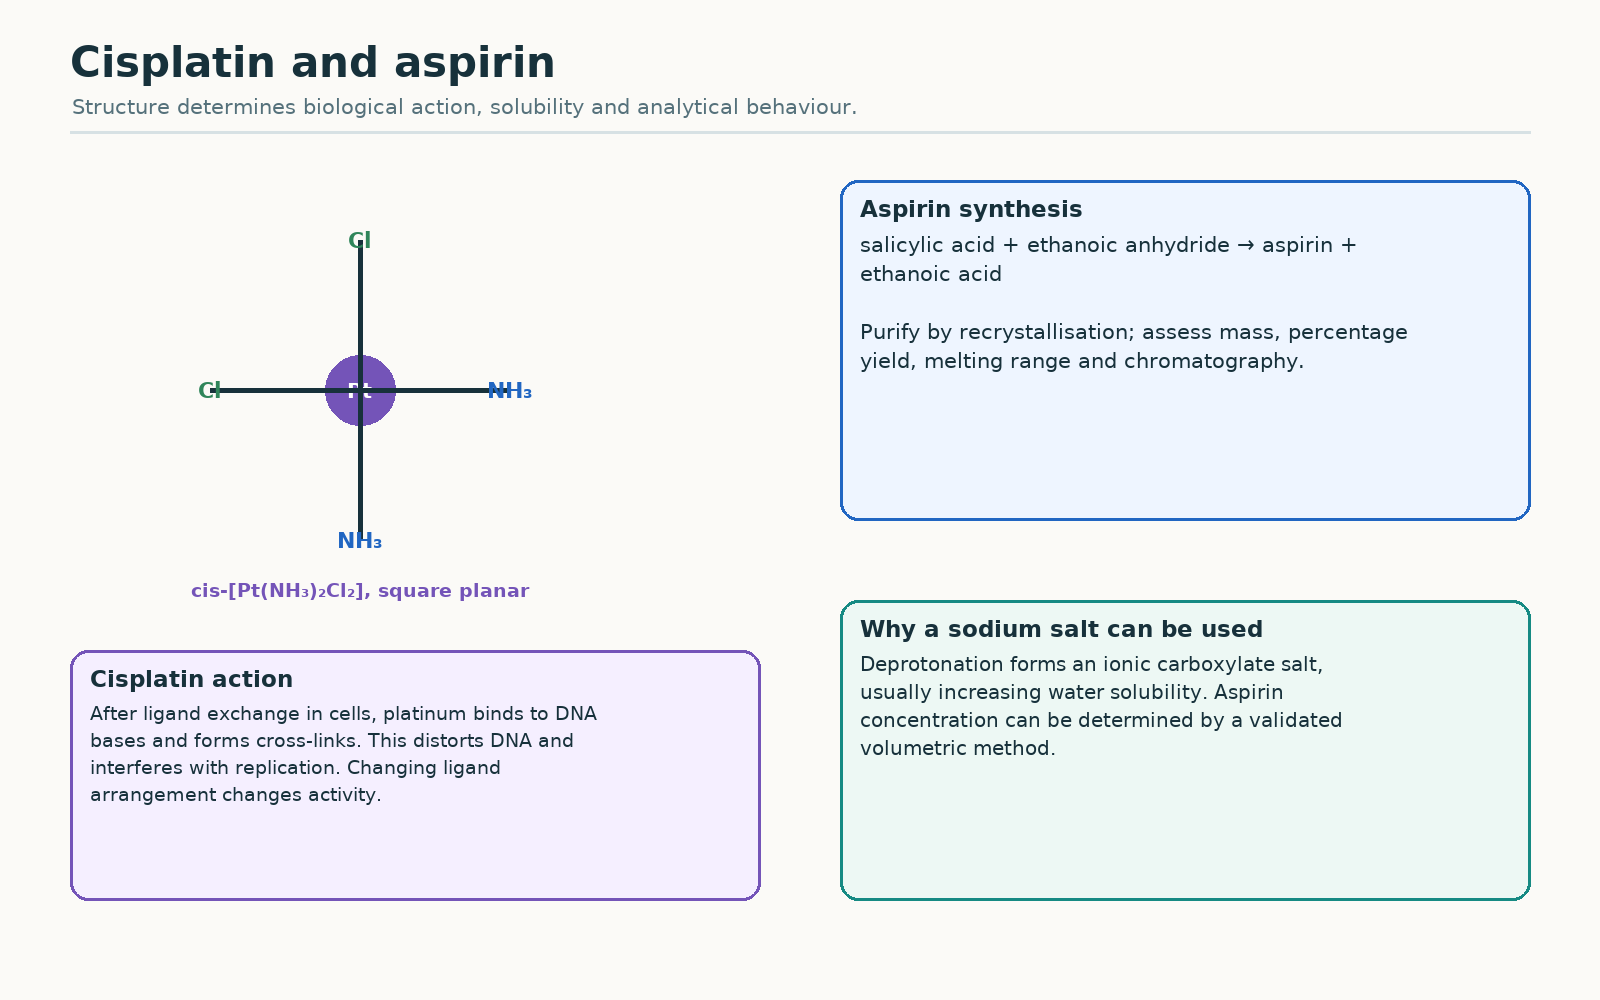 Cisplatin and aspirin
Structure determines biological action, solubility and analytical behaviour.
Cl
Cl
Pt
NH₃
NH₃
cis-[Pt(NH₃)₂Cl₂], square planar
Cisplatin action
After ligand exchange in cells, platinum binds to DNA
bases and forms cross-links. This distorts DNA and
interferes with replication. Changing ligand
arrangement changes activity.
Aspirin synthesis
salicylic acid + ethanoic anhydride → aspirin +
ethanoic acid
Purify by recrystallisation; assess mass, percentage
yield, melting range and chromatography.
Why a sodium salt can be used
Deprotonation forms an ionic carboxylate salt,
usually increasing water solubility. Aspirin
concentration can be determined by a validated
volumetric method.